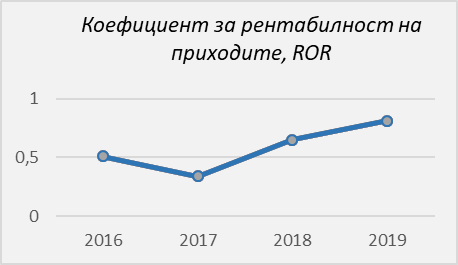 Коефициент за рентабилност на
приходите, ROR
1
0,5
0
2016 2017 2018 2019